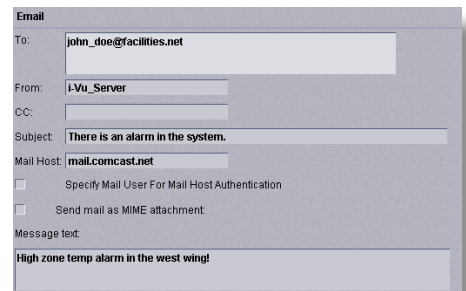 Email
To: john_doe@facilities.net
From: i-Vu_Server
CC:
Subject: There is an alarm in the system.
Mail Host: mail.comcast.net
Specify Mail User For Mail Host Authentication
Send mail as MIME attachment:
Message text:
High zone temp alarm in the west wing!